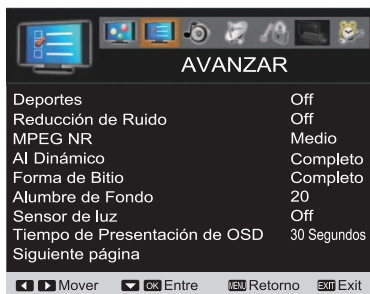 AVANZAR
Deportes Off
Reducción de Ruido Off
MPEG NR Medio
Al Dinámico Completo
Forma de Bitio Completo
Alumbre de Fondo 20
Sensor de luz Off
Tiempo de Presentación de OSD 30 Segundos
Siguiente página
Mover OK Entre MENU Retorno EXIT Exit